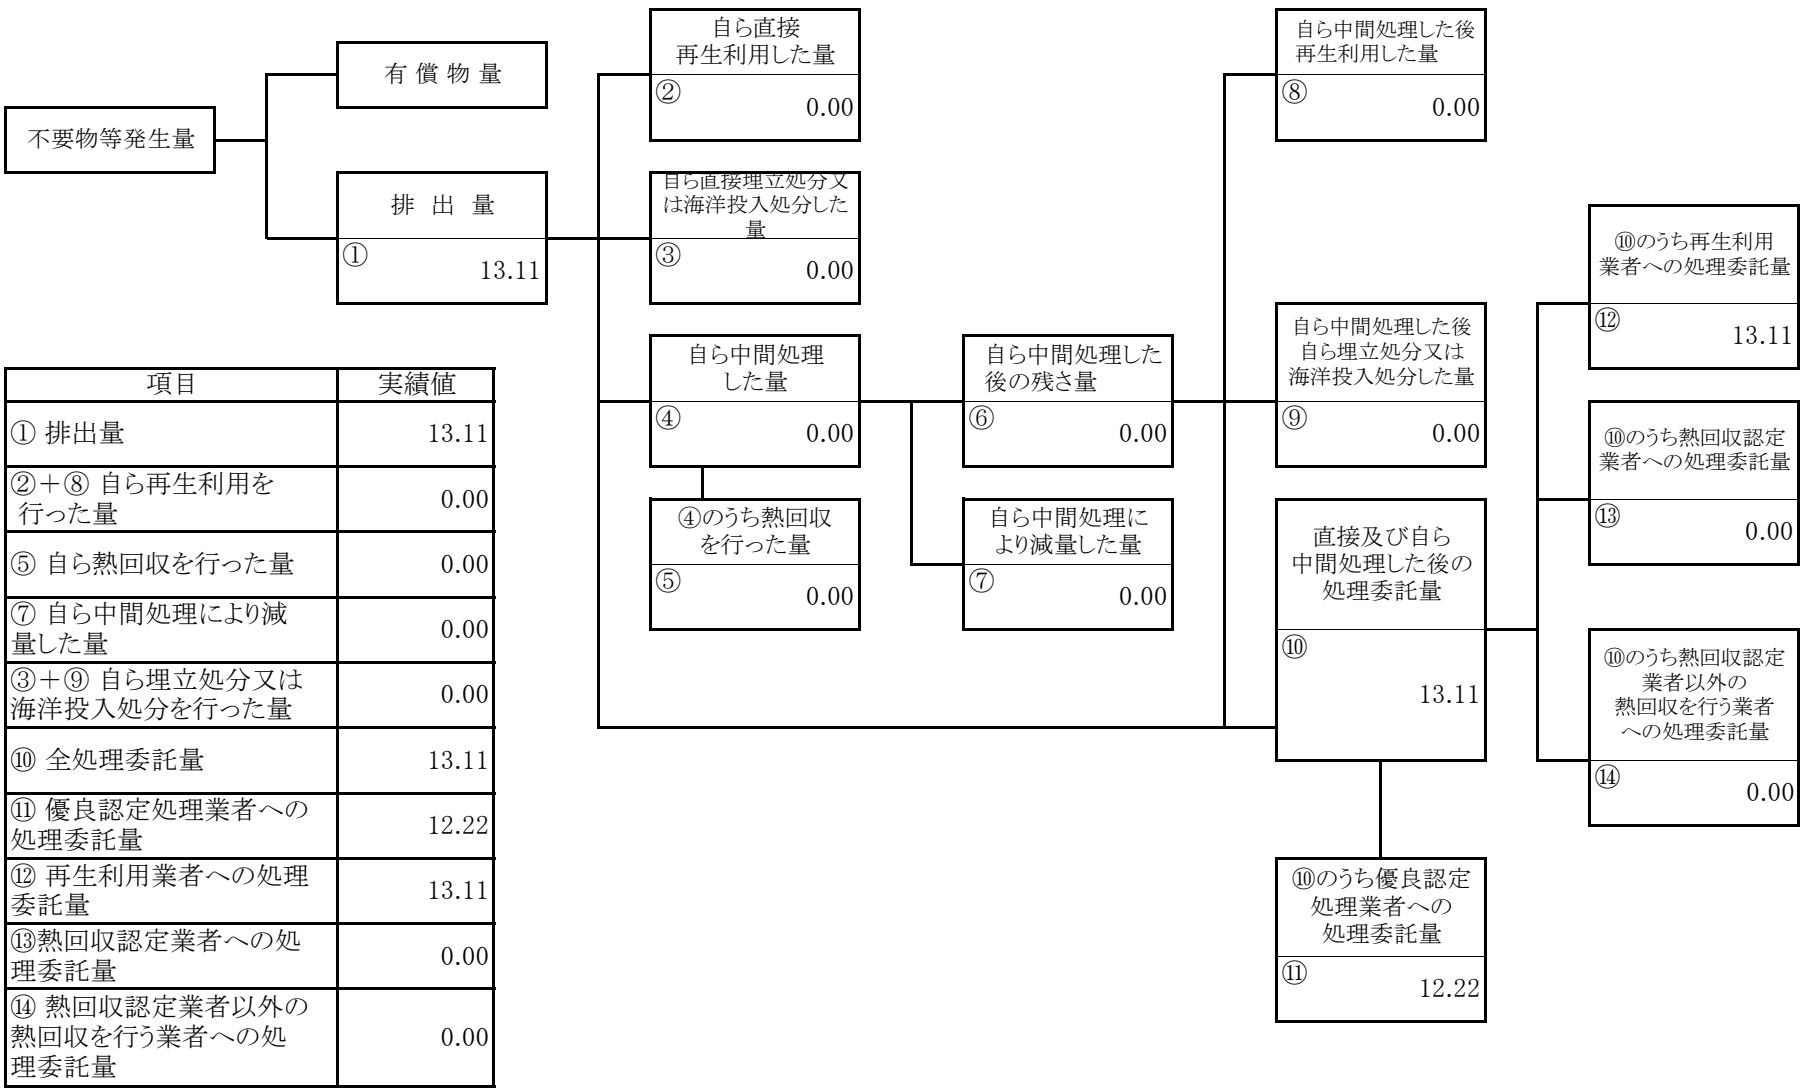 自ら直接
再生利用した量
②
0.00
自ら中間処理した後
再生利用した量
⑧
0.00
有 償 物 量
不要物等発生量
排 出 量
①
13.11
自ら直接埋立処分又
は海洋投入処分した
量
③
0.00
⑩のうち再生利用
業者への処理委託量
⑫
13.11
自ら中間処理
した量
④
0.00
自ら中間処理した
後の残さ量
⑥
0.00
自ら中間処理した後
自ら埋立処分又は
海洋投入処分した量
⑨
0.00
⑩のうち熱回収認定
業者への処理委託量
⑬
0.00
④のうち熱回収
を行った量
⑤
0.00
自ら中間処理に
より減量した量
⑦
0.00
直接及び自ら
中間処理した後の
処理委託量
⑩
13.11
⑩のうち熱回収認定
業者以外の
熱回収を行う業者
への処理委託量
⑭
0.00
⑩のうち優良認定
処理業者への
処理委託量
⑪
12.22
項目 実績値
① 排出量 13.11
②+⑧ 自ら再生利用を
行った量 0.00
⑤ 自ら熱回収を行った量 0.00
⑦ 自ら中間処理により減
量した量 0.00
③+⑨ 自ら埋立処分又は
海洋投入処分を行った量 0.00
⑩ 全処理委託量 13.11
⑪ 優良認定処理業者への
処理委託量 12.22
⑫ 再生利用業者への処理
委託量 13.11
⑬熱回収認定業者への処
理委託量 0.00
⑭ 熱回収認定業者以外の
熱回収を行う業者への処
理委託量 0.00